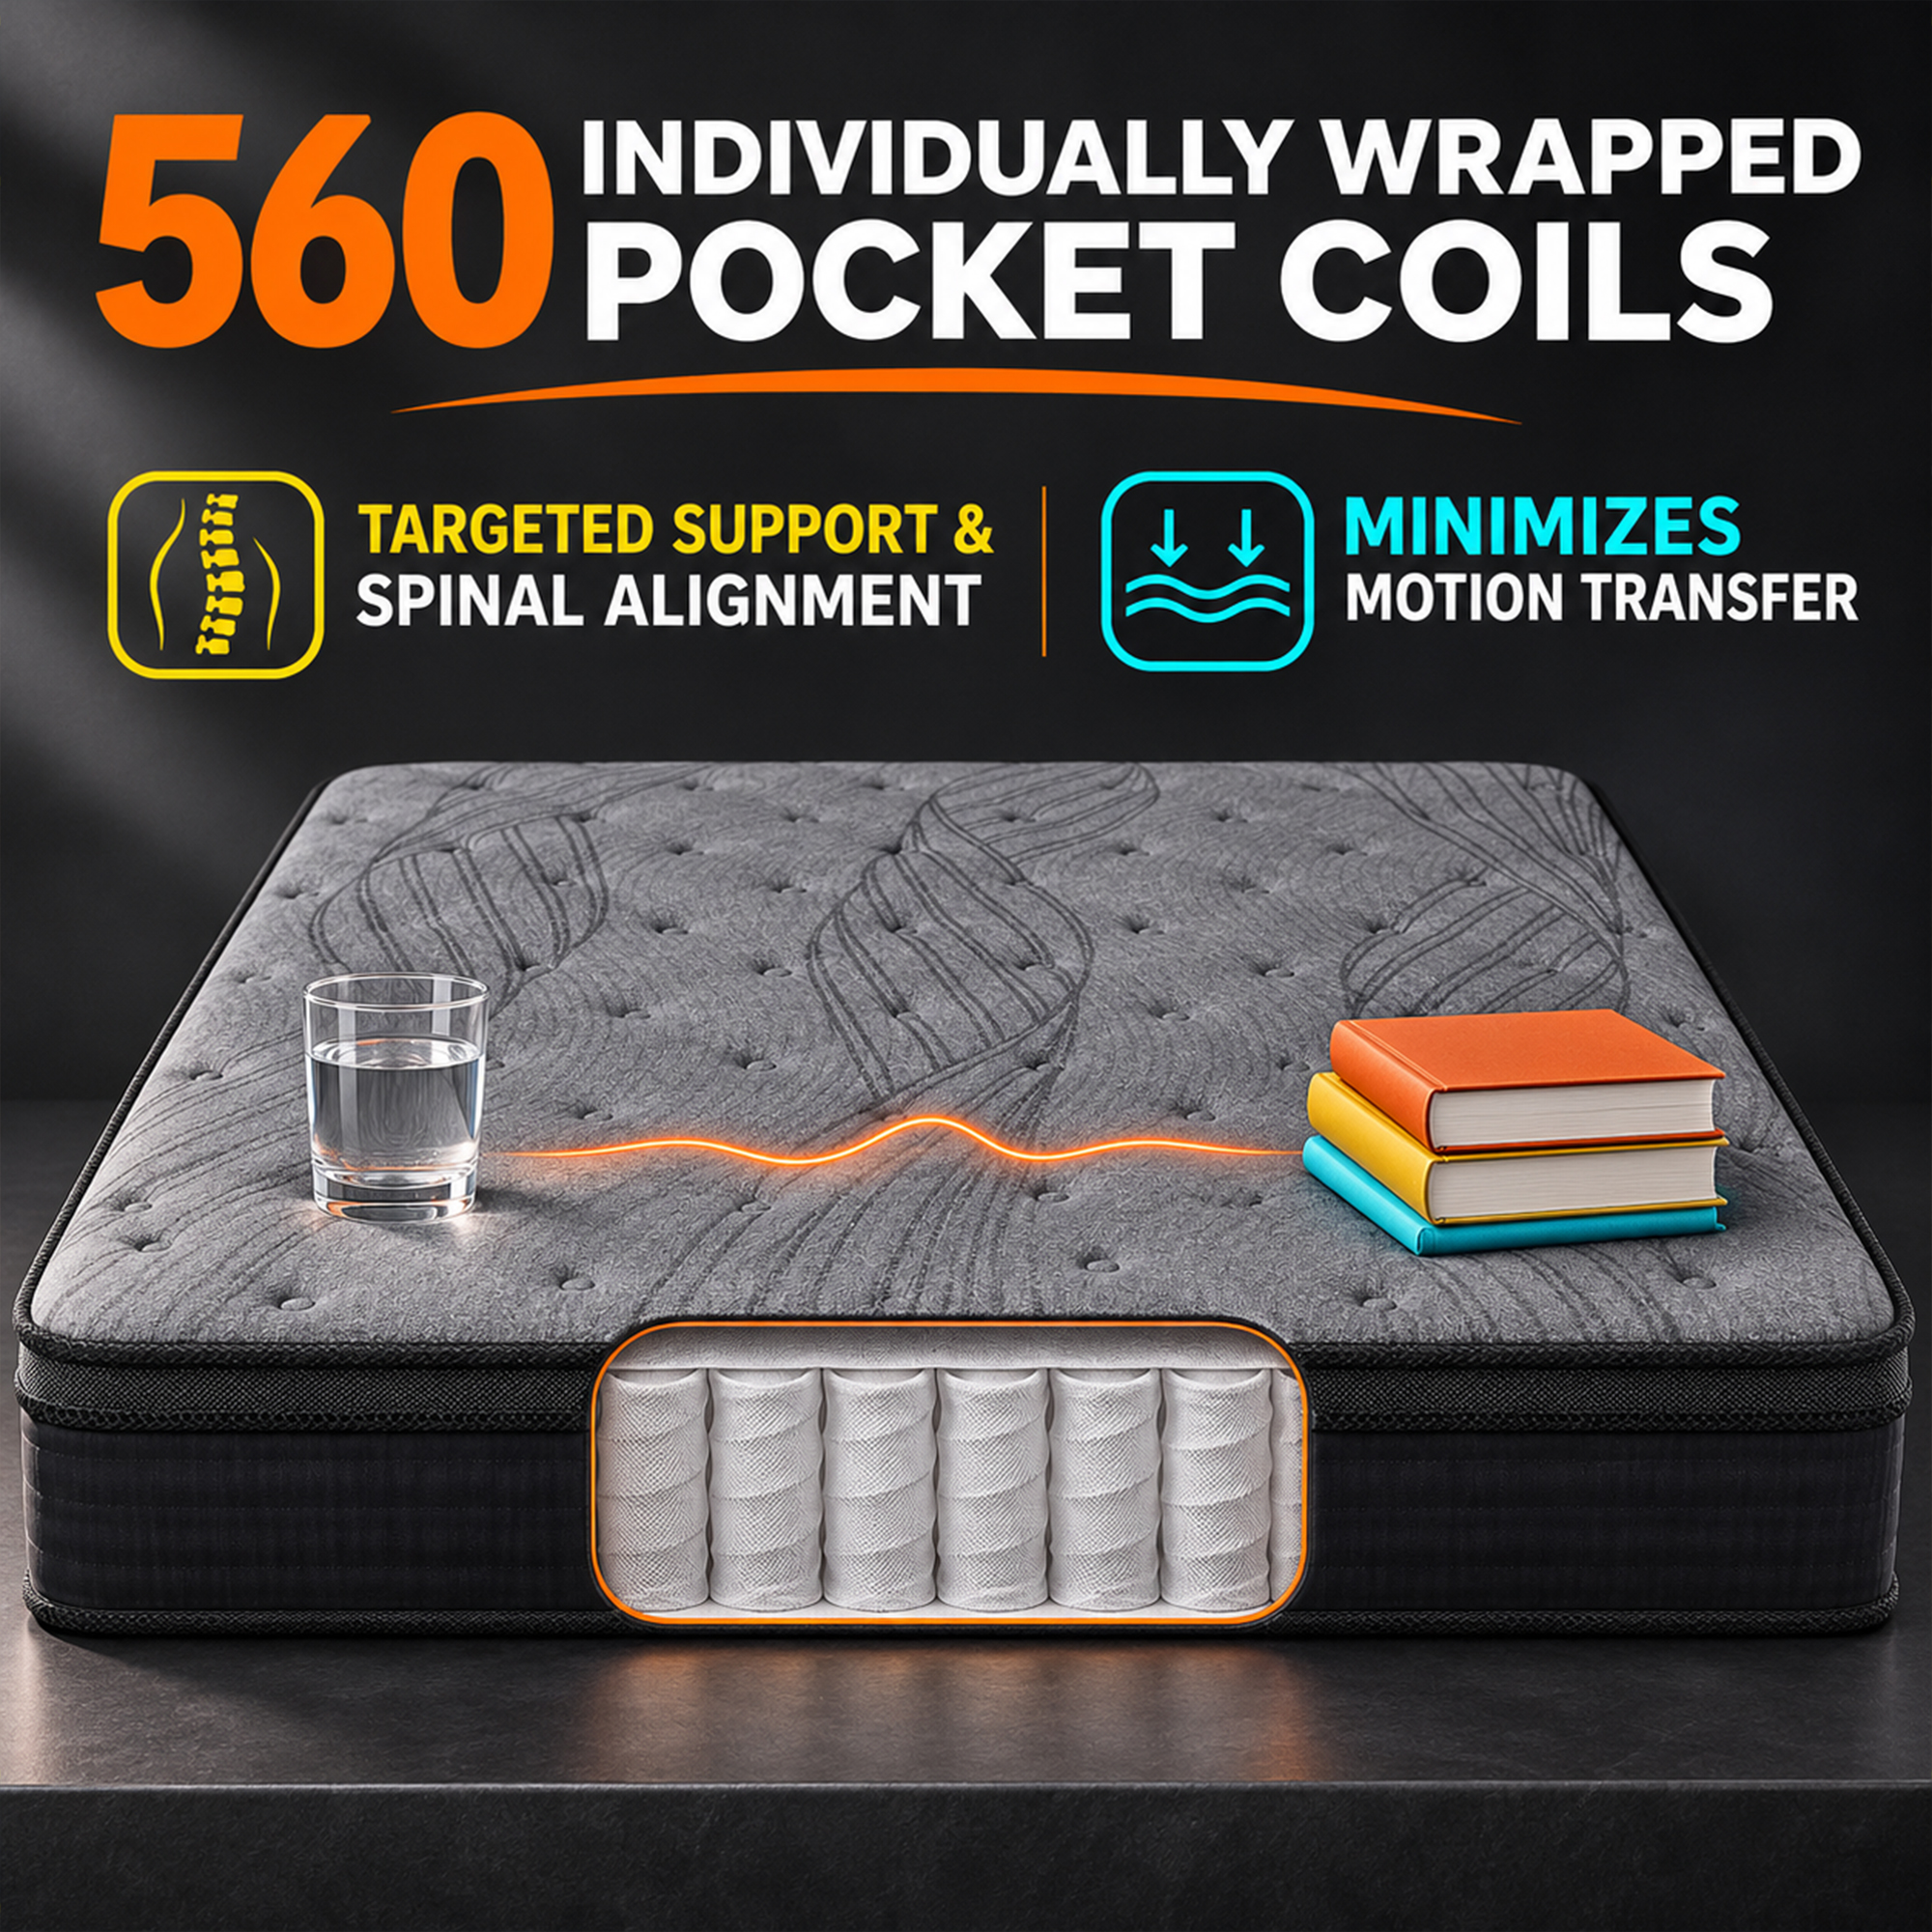 560 INDIVIDUALLY WRAPPED
POCKET COILS
TARGETED SUPPORT &
SPINAL ALIGNMENT
MINIMIZES
MOTION TRANSFER